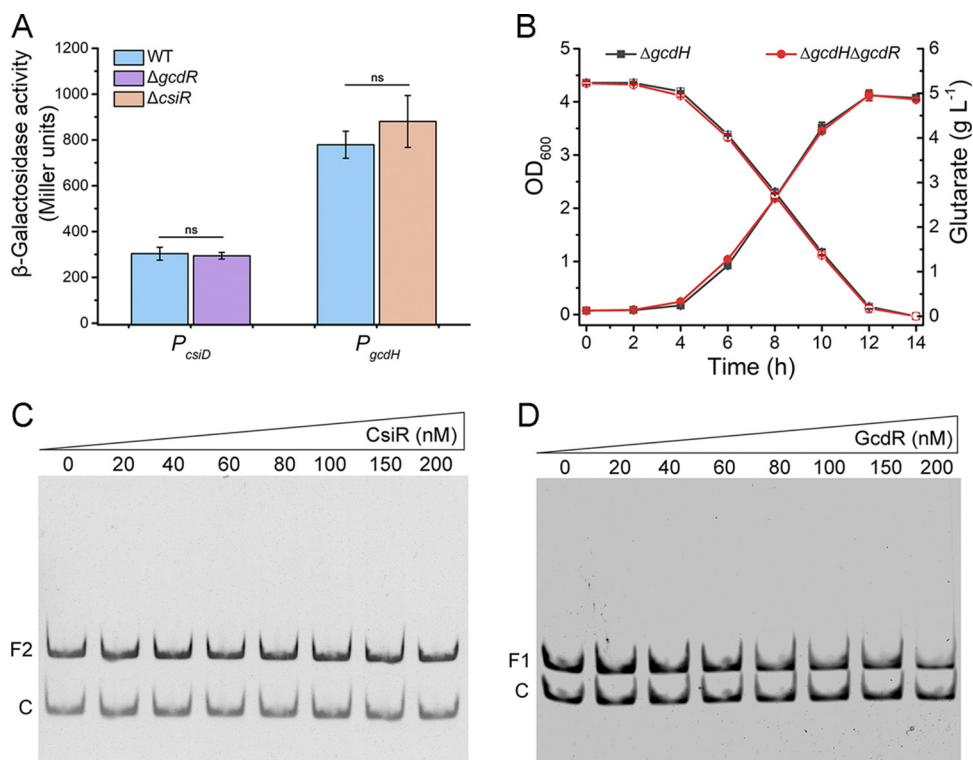 A
β-Galactosidase activity
(Miller units)
1200
1000
800
600
400
200
0
WT
ΔgcdR
ΔcsiR
ns
ns
PcsiD
PgcdH
B
ΔgcdH
ΔgcdHΔgcdR
OD600
5
4
3
2
1
0
Glutarate (g L-1)
6
5
4
3
2
1
0
0 2 4 6 8 10 12 14
Time (h)
C
CsiR (nM)
0 20 40 60 80 100 150 200
F2
C
D
GcdR (nM)
0 20 40 60 80 100 150 200
F1
C